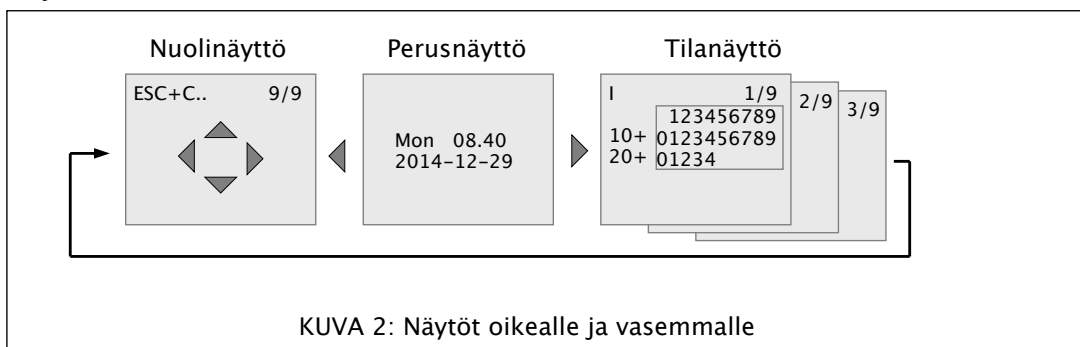 Nuolinäyttö
Perusnäyttö
Tilanäyttö
ESC+C.. 9/9
Mon 08.40
2014-12-29
I 1/9
123456789
10+ 0123456789
20+ 01234
2/9
3/9
KUVA 2: Näytöt oikealle ja vasemmalle